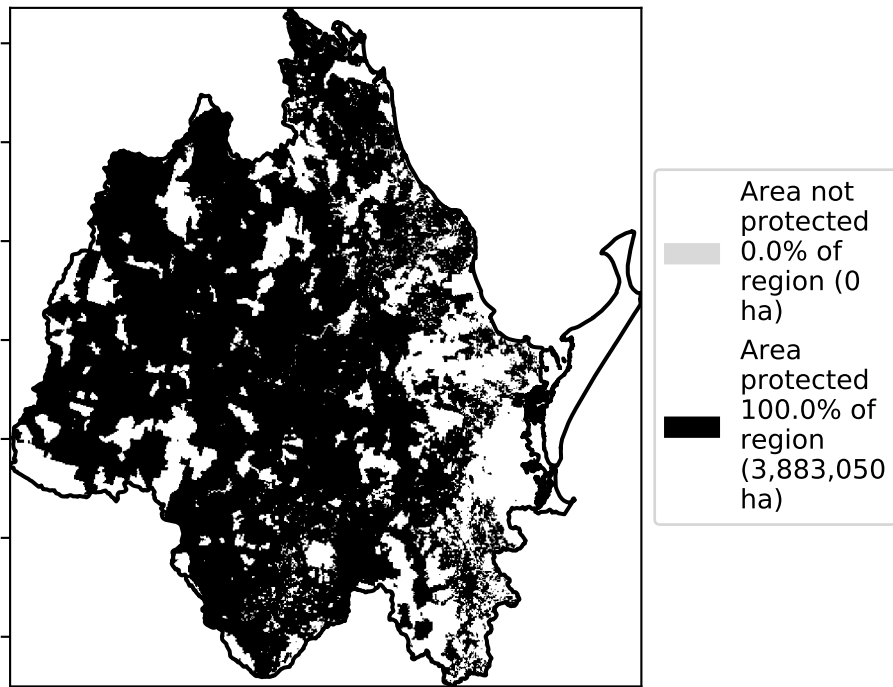 Area not
protected
0.0% of
region (0
ha)
Area
protected
100.0% of
region
(3,883,050
ha)